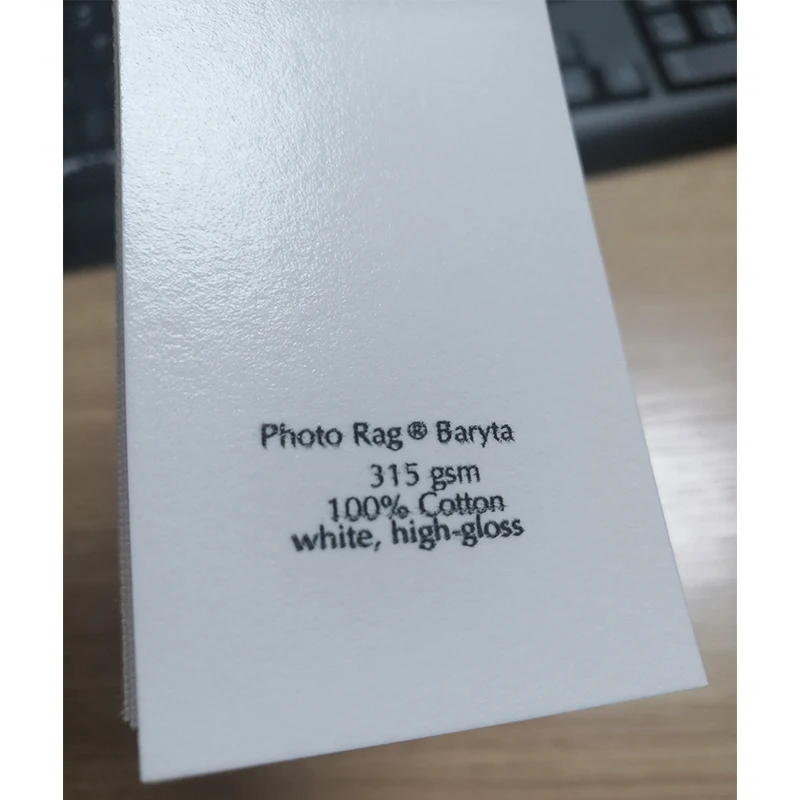 Photo Rag® Baryta
315 gsm
100% Cotton
white, high-gloss